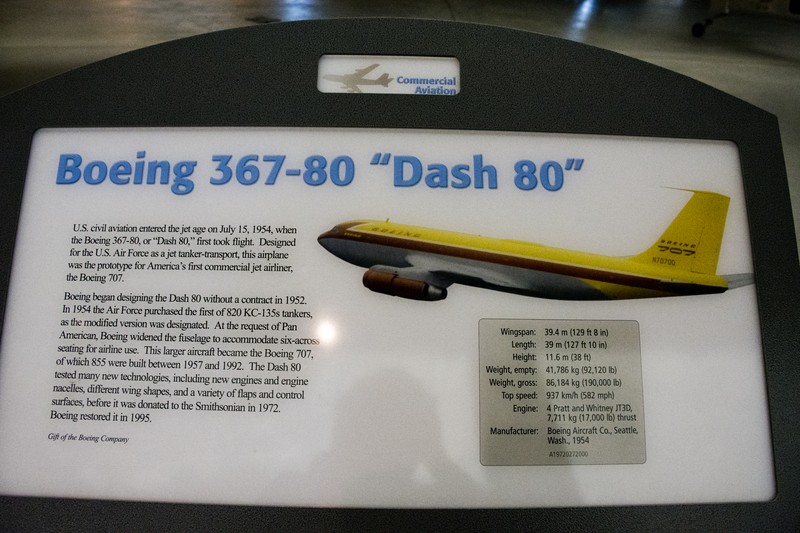 Commercial
Aviation
Boeing 367-80 “Dash 80”
U.S. civil aviation entered the jet age on July 15, 1954, when
the Boeing 367-80, or “Dash 80,” first took flight. Designed
for the U.S. Air Force as a jet tanker-transport, this airplane
was the prototype for America’s first commercial jet airliner,
the Boeing 707.
Boeing began designing the Dash 80 without a contract in 1952.
In 1954 the Air Force purchased the first of 820 KC-135s tankers,
as the modified version was designated. At the request of Pan
American, Boeing widened the fuselage to accommodate six-across
seating for airline use. This larger aircraft became the Boeing 707,
of which 855 were built between 1957 and 1992. The Dash 80
tested many new technologies, including new engines and engine
nacelles, different wing shapes, and a variety of flaps and control
surfaces, before it was donated to the Smithsonian in 1972.
Boeing restored it in 1995.
Gift of the Boeing Company
BOEING
BOEING
707
N70700
Wingspan: 39.4 m (129 ft 8 in)
Length: 39 m (127 ft 10 in)
Height: 11.6 m (38 ft)
Weight, empty: 41,786 kg (92,120 lb)
Weight, gross: 86,184 kg (190,000 lb)
Top speed: 937 km/h (582 mph)
Engine: 4 Pratt and Whitney JT3D,
7,711 kg (17,000 lb) thrust
Manufacturer: Boeing Aircraft Co., Seattle,
Wash., 1954
A19720272000